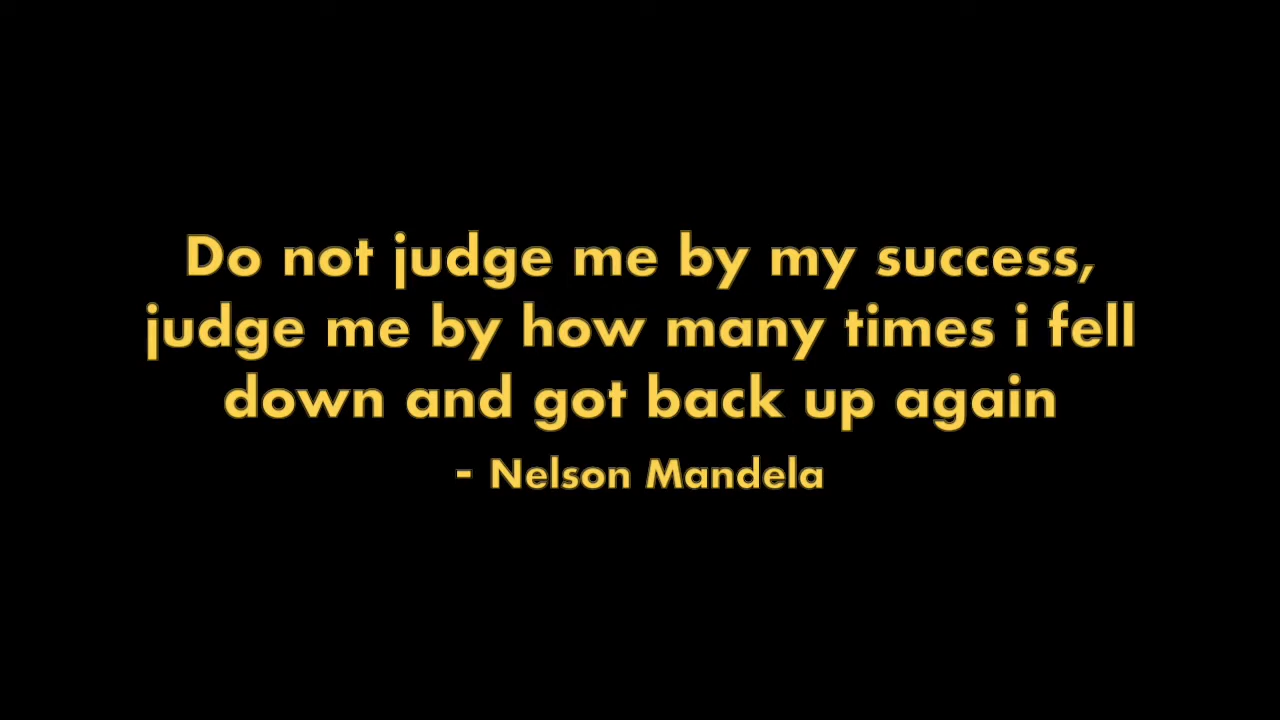 Do not judge me by my success,
judge me by how many times i fell
down and got back up again
- Nelson Mandela